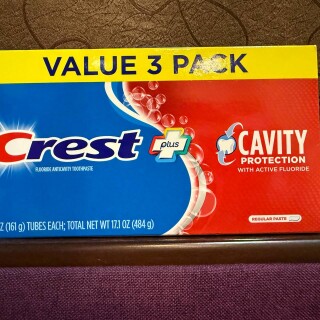 VALUE 3 PACK
Crest plus
FLUORIDE ANTICAVITY TOOTHPASTE
CAVITY
PROTECTION
WITH ACTIVE FLUORIDE
REGULAR PASTE
OZ (161 g) TUBES EACH; TOTAL NET WT 17.1 OZ (484 g)